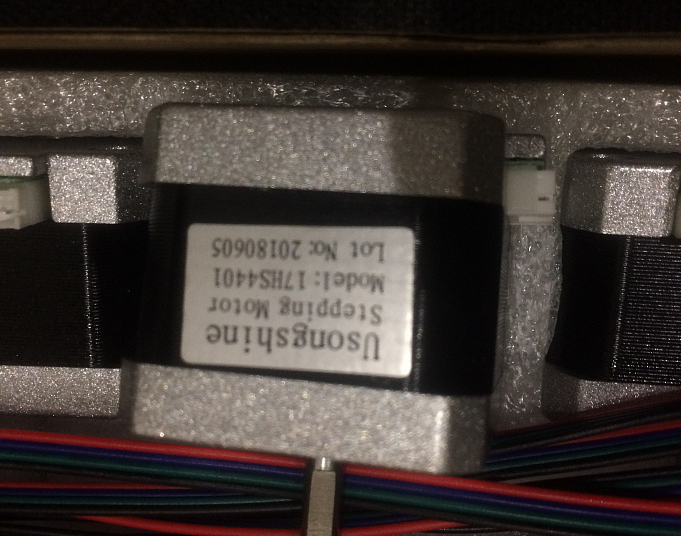 Usongshine
Stepping Motor
Model: 17HS4401
Lot No: 20180605